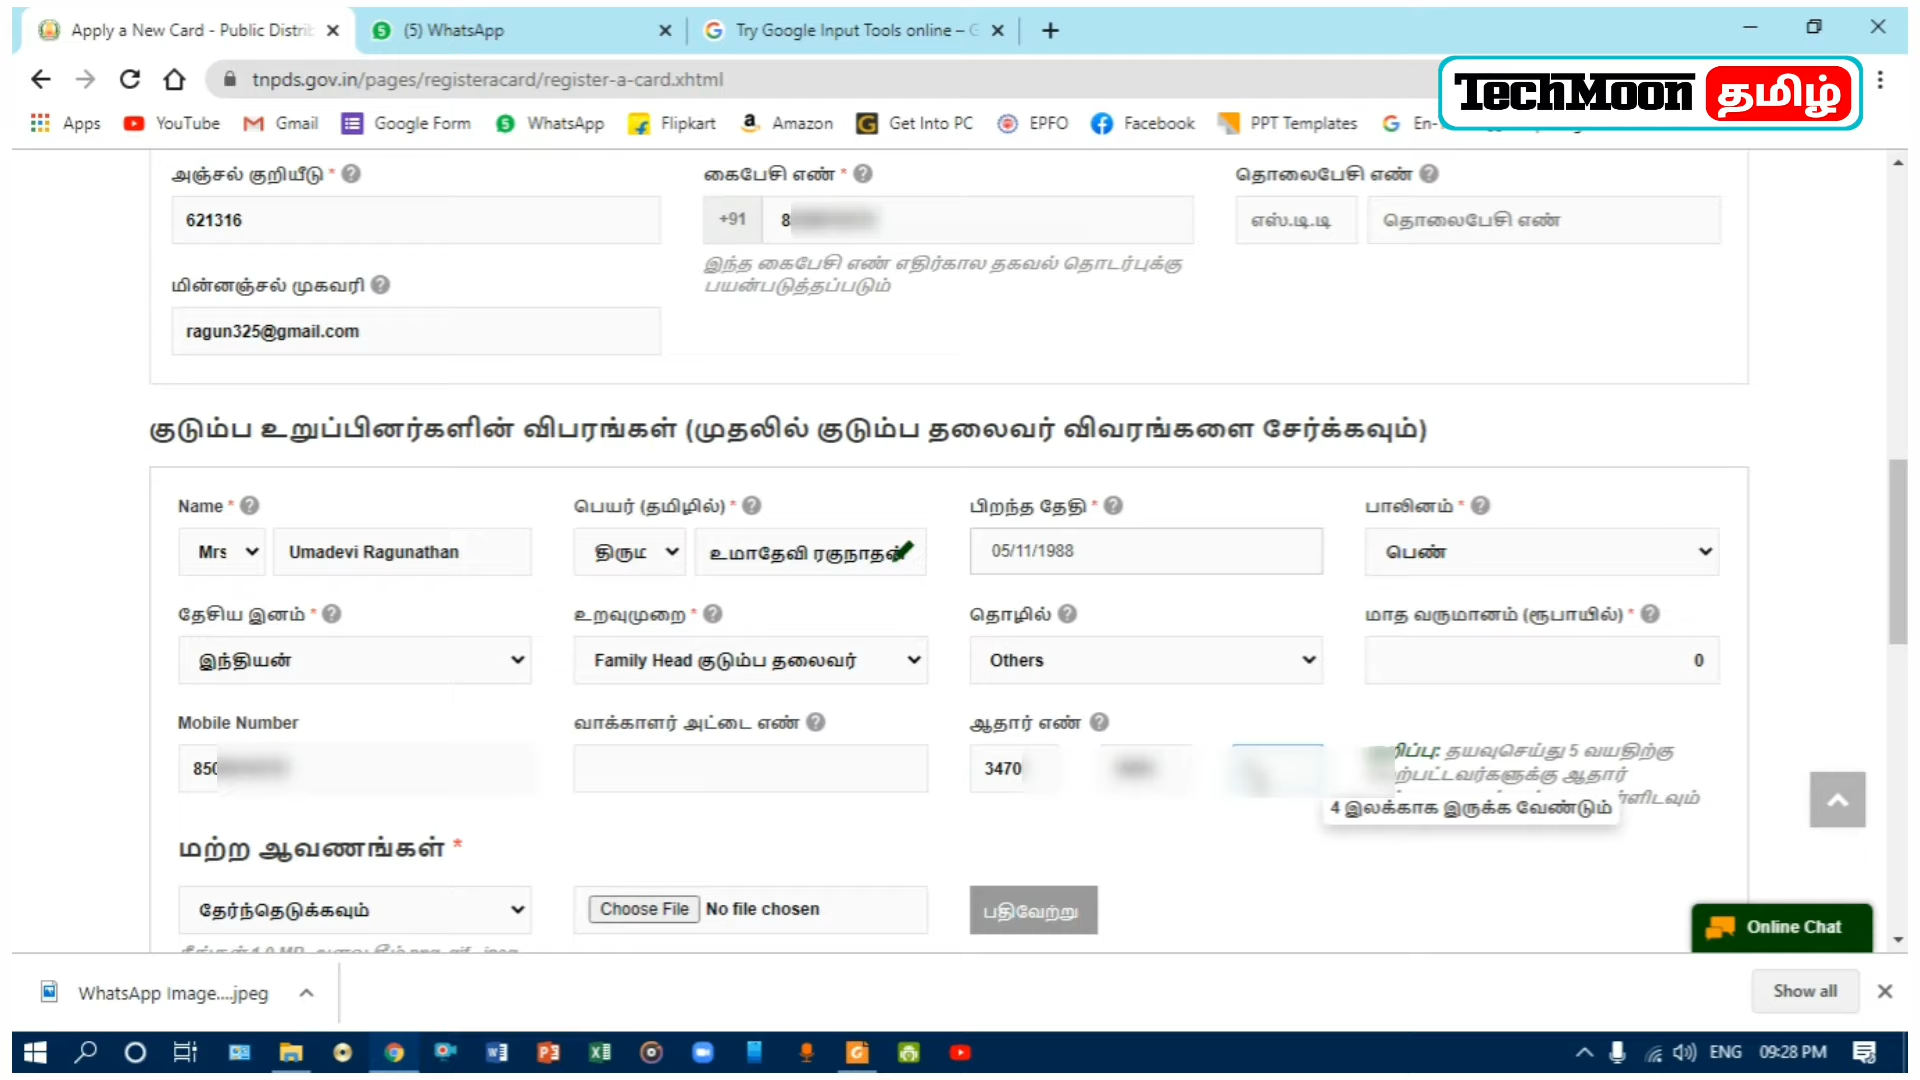 Apply a New Card - Public Distrib
(5) WhatsApp
Try Google Input Tools online – G
tnpds.gov.in/pages/registeracard/register-a-card.xhtml
TechMoon தமிழ்
Apps YouTube Gmail Google Form WhatsApp Flipkart Amazon Get Into PC EPFO Facebook PPT Templates En-
அஞ்சல் குறியீடு * கைபேசி எண் * தொலைபேசி எண்
621316 +91 8 எஸ்.டி.டி தொலைபேசி எண்
இந்த கைபேசி எண் எதிர்கால தகவல் தொடர்புக்கு
பயன்படுத்தப்படும்
மின்னஞ்சல் முகவரி
ragun325@gmail.com
குடும்ப உறுப்பினர்களின் விபரங்கள் (முதலில் குடும்ப தலைவர் விவரங்களை சேர்க்கவும்)
Name * பெயர் (தமிழில்) * பிறந்த தேதி * பாலினம் *
Mrs Umadevi Ragunathan திரும உமாதேவி ரகுநாதன் 05/11/1988 பெண்
தேசிய இனம் * உறவுமுறை * தொழில் மாத வருமானம் (ரூபாயில்) *
இந்தியன் Family Head குடும்ப தலைவர் Others 0
Mobile Number வாக்காளர் அட்டை எண் ஆதார் எண்
850 3470
தயவுசெய்து 5 வயதிற்கு
ஆதார்
4 இலக்காக இருக்க வேண்டும்
மற்ற ஆவணங்கள் *
தேர்ந்தெடுக்கவும் Choose File No file chosen பதிவேற்று
Online Chat
WhatsApp Image....jpeg Show all
ENG 09:28 PM